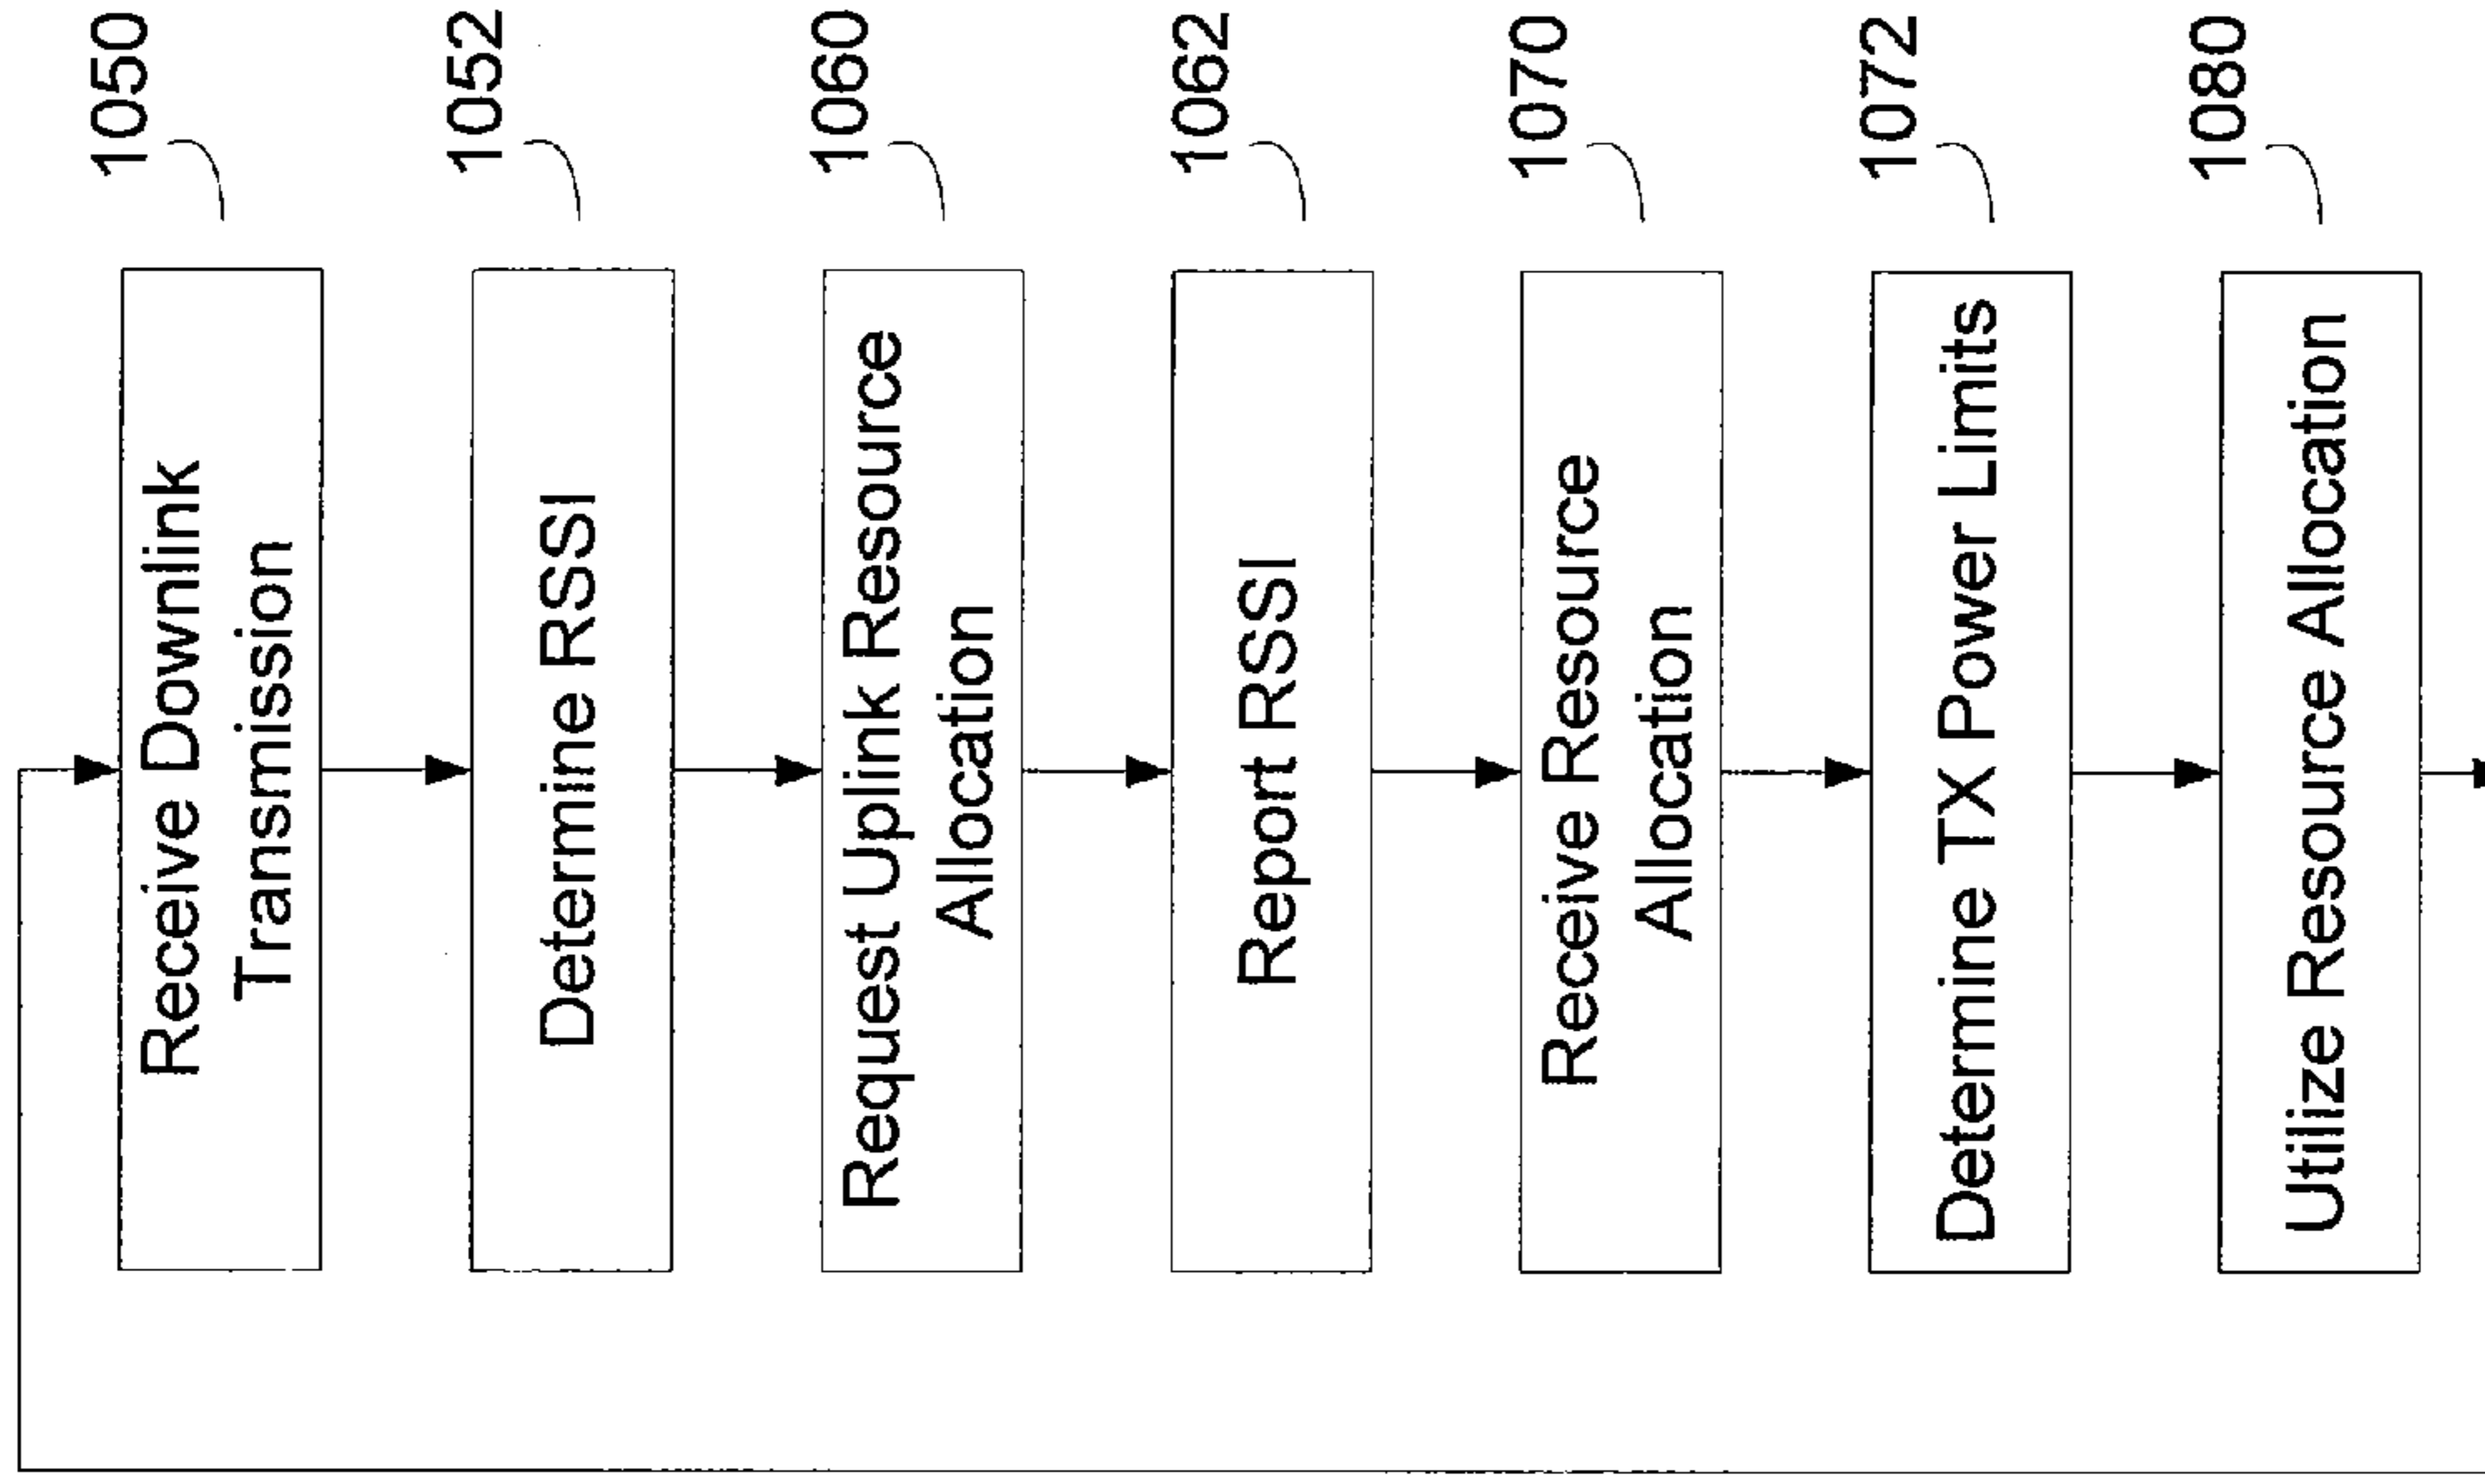 Receive Downlink
Transmission
1050
Determine RSSI
1052
Request Uplink Resource
Allocation
1060
Report RSSI
1062
Receive Resource
Allocation
1070
Determine TX Power Limits
1072
Utilize Resource Allocation
1080